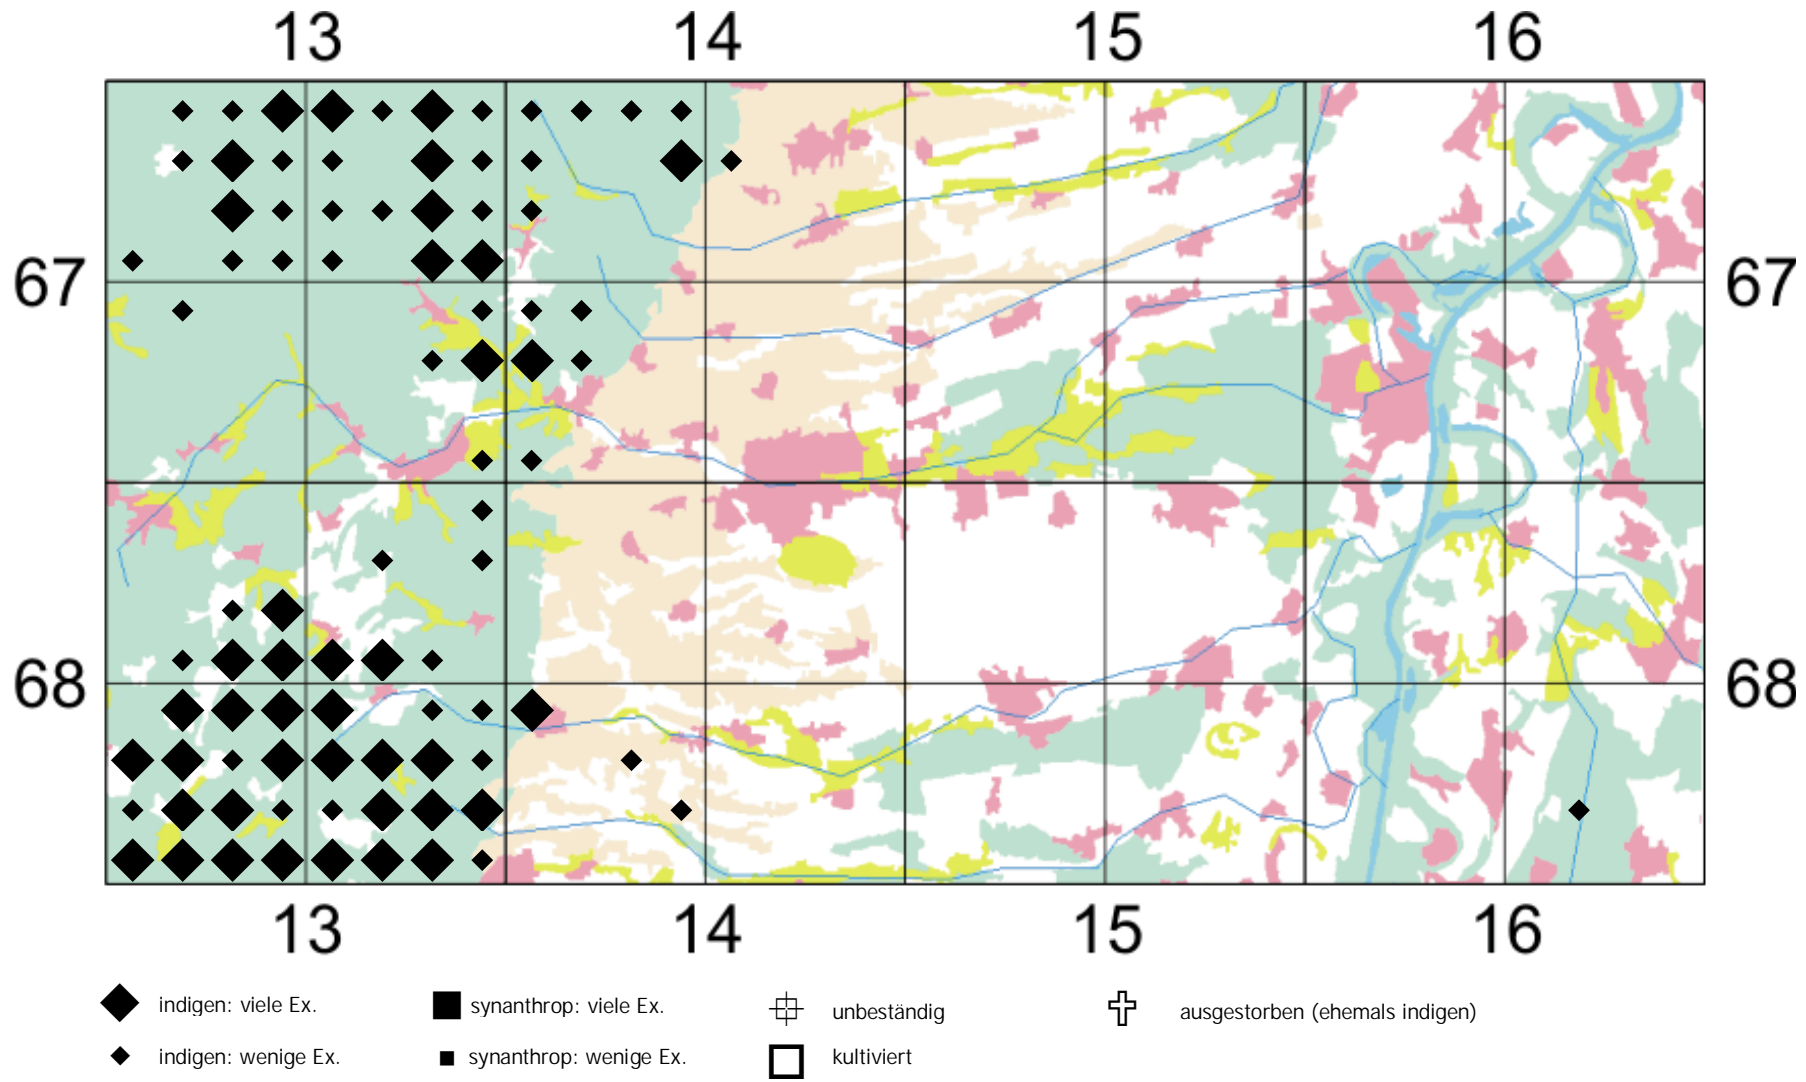 13 14 15 16
67 67
68 68
13 14 15 16
indigen: viele Ex. synanthrop: viele Ex. unbeständig ausgestorben (ehemals indigen)
indigen: wenige Ex. synanthrop: wenige Ex. kultiviert